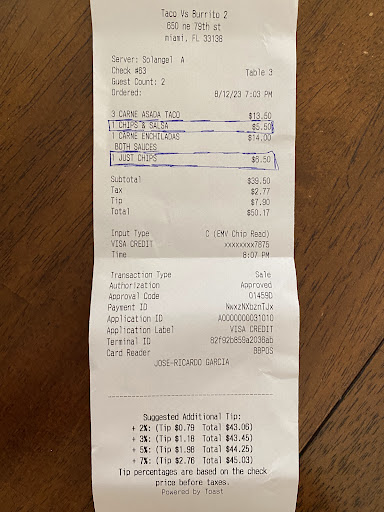 Taco Vs Burrito 2
650 ne 79th st
miami, FL 33138
Server: Solangel A
Check #63 Table 3
Guest Count: 2
Ordered: 8/12/23 7:03 PM
3 CARNE ASADA TACO $13.50
1 CHIPS & SALSA $5.50
1 CARNE ENCHILADAS $14.00
BOTH SAUCES
1 JUST CHIPS $6.50
Subtotal $39.50
Tax $2.77
Tip $7.90
Total $50.17
Input Type C (EMV Chip Read)
VISA CREDIT xxxxxxxx7875
Time 8:07 PM
Transaction Type Sale
Authorization Approved
Approval Code 01459D
Payment ID NwxzNXbznTJx
Application ID A0000000031010
Application Label VISA CREDIT
Terminal ID 82f92b859a2036ab
Card Reader BBPOS
JOSE-RICARDO GARCIA
Suggested Additional Tip:
+ 2%: (Tip $0.79 Total $43.06)
+ 3%: (Tip $1.18 Total $43.45)
+ 5%: (Tip $1.98 Total $44.25)
+ 7%: (Tip $2.76 Total $45.03)
Tip percentages are based on the check
price before taxes.
Powered by Toast